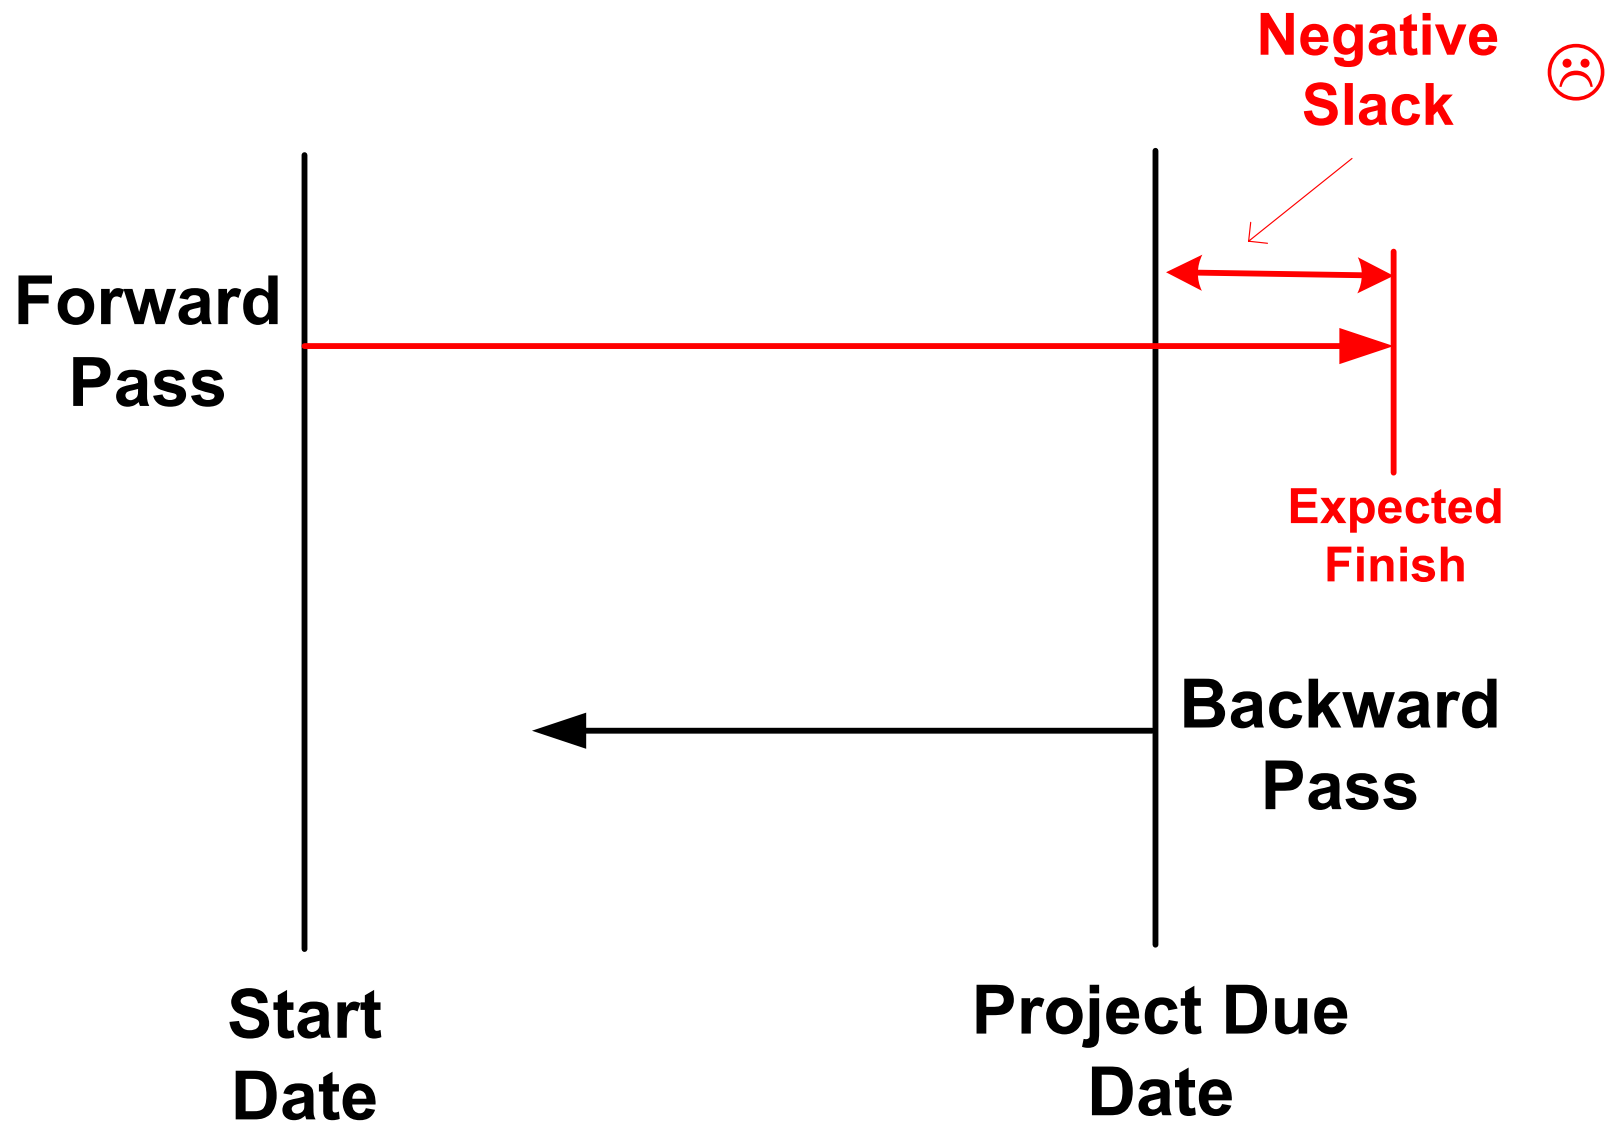 Negative
Slack
Forward
Pass
Expected
Finish
Backward
Pass
Start
Date
Project Due
Date